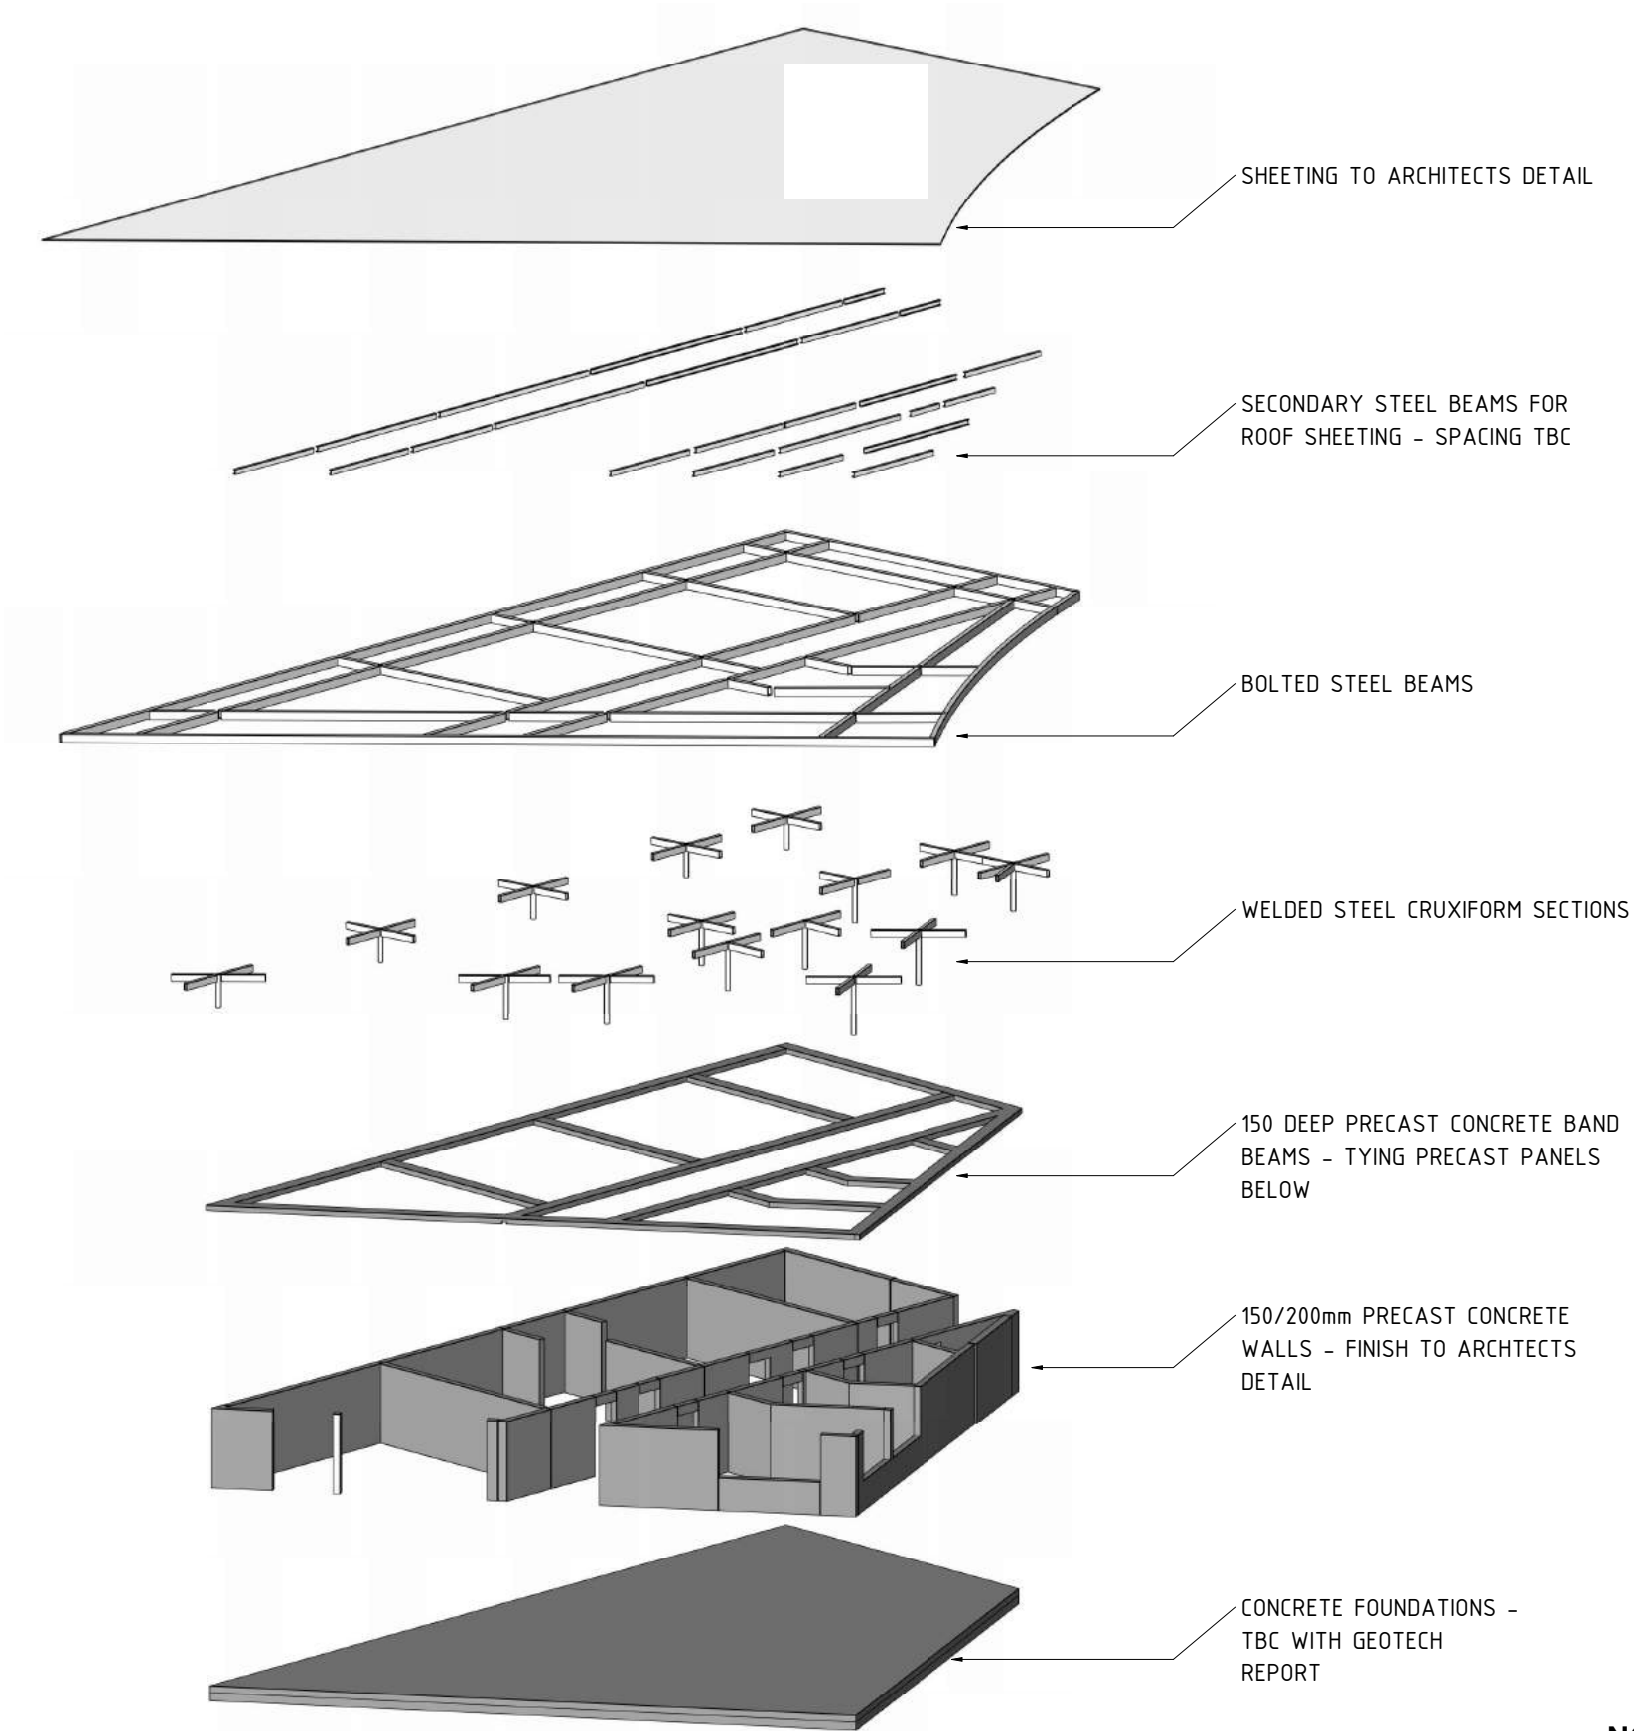 SHEETING TO ARCHITECTS DETAIL
SECONDARY STEEL BEAMS FOR
ROOF SHEETING - SPACING TBC
BOLTED STEEL BEAMS
WELDED STEEL CRUXIFORM SECTIONS
150 DEEP PRECAST CONCRETE BAND
BEAMS - TYING PRECAST PANELS
BELOW
150/200mm PRECAST CONCRETE
WALLS - FINISH TO ARCHTECTS
DETAIL
CONCRETE FOUNDATIONS -
TBC WITH GEOTECH
REPORT